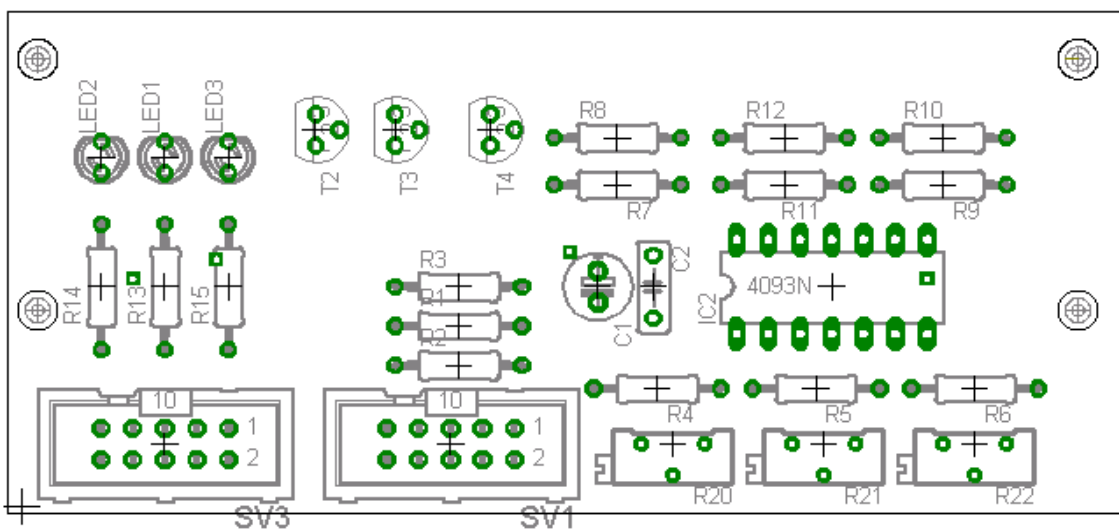 LED2
LED1
LED3
T2
T3
T4
R8
R12
R10
R7
R11
R9
R14
R13
R15
R3
R1
R2
C1
C2
IC2
4093N
R4
R5
R6
10
1
2
10
1
2
R20
R21
R22
SV3
SV1